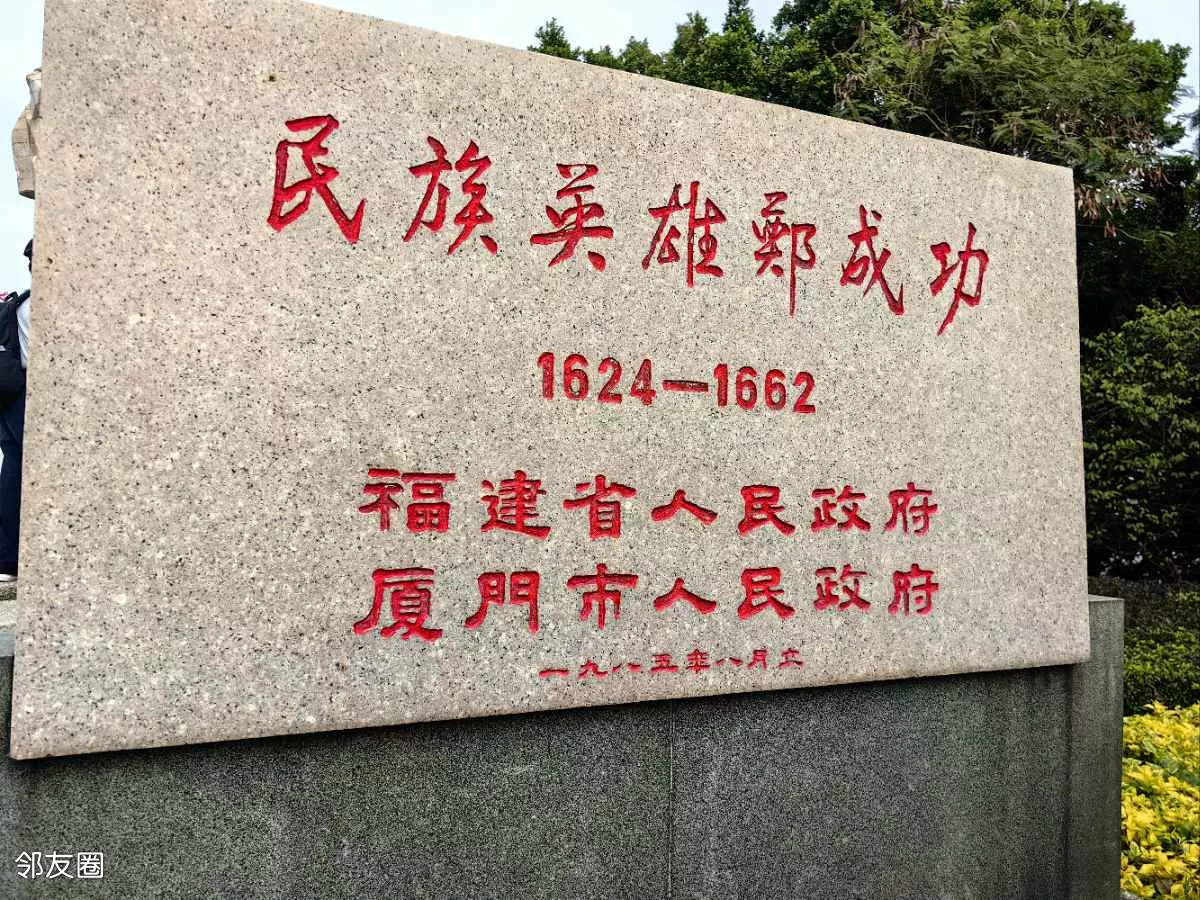 民族英雄鄭成功
1624—1662
福建省人民政府
厦門市人民政府
一九八五年八月立
邻友圈